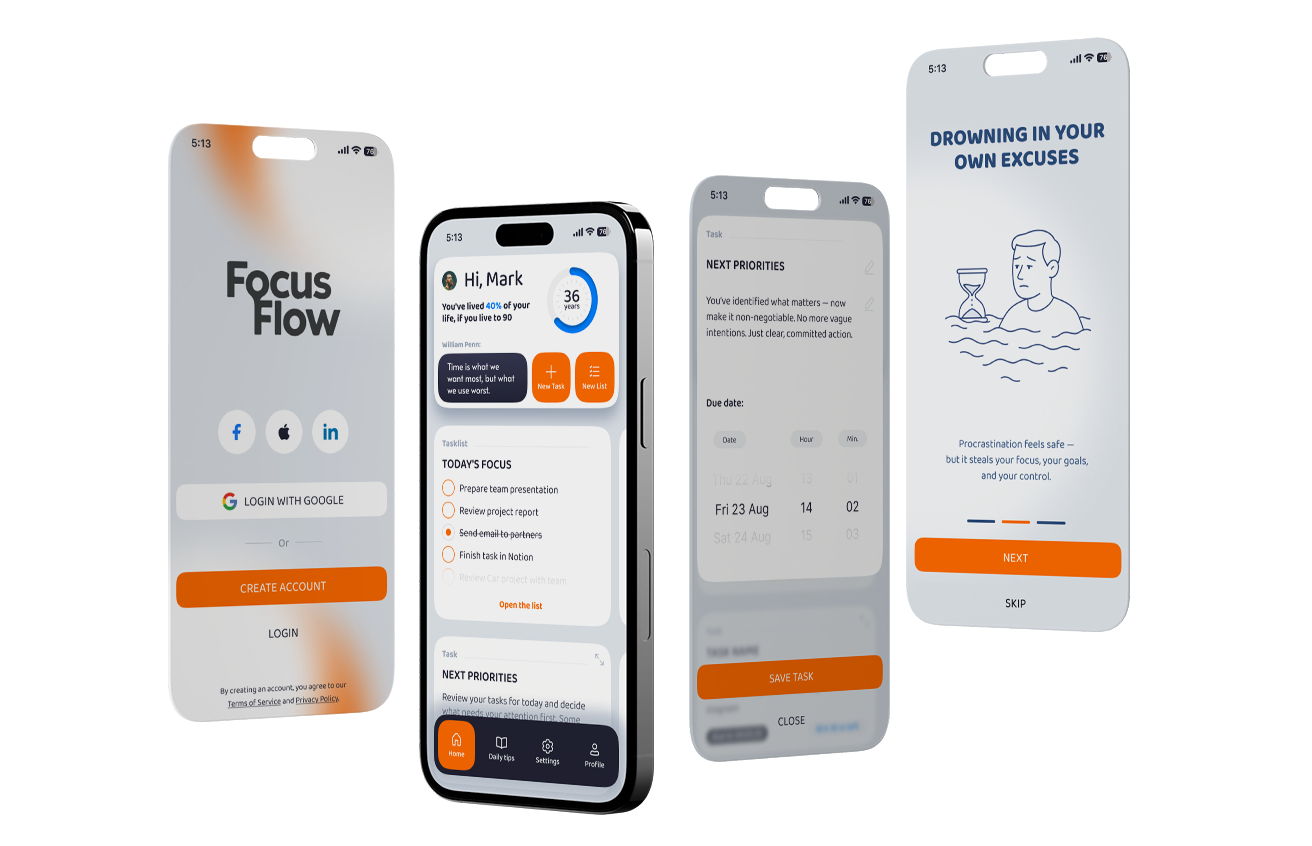 5:13
76
Focus
Flow
LOGIN WITH GOOGLE
Or
CREATE ACCOUNT
LOGIN
By creating an account, you agree to our
Terms of Service and Privacy Policy.
5:13
76
Hi, Mark
You've lived 40% of your
life, if you live to 90
36
years
William Penn:
Time is what we
want most, but what
we use worst.
New Task
New List
Tasklist
TODAY'S FOCUS
Prepare team presentation
Review project report
Send email to partners
Finish task in Notion
Review Car project with team
Open the list
Task
NEXT PRIORITIES
Review your tasks for today and decide
what needs your attention first. Some
Home
Daily tips
Settings
Profile
5:13
76
Task
NEXT PRIORITIES
You've identified what matters — now
make it non-negotiable. No more vague
intentions. Just clear, committed action.
Due date:
Date Hour Min.
Thu 22 Aug 13 01
Fri 23 Aug 14 02
Sat 24 Aug 15 03
TASK NAME
SAVE TASK
CLOSE
5:13
76
DROWNING IN YOUR
OWN EXCUSES
Procrastination feels safe —
but it steals your focus, your goals,
and your control.
NEXT
SKIP